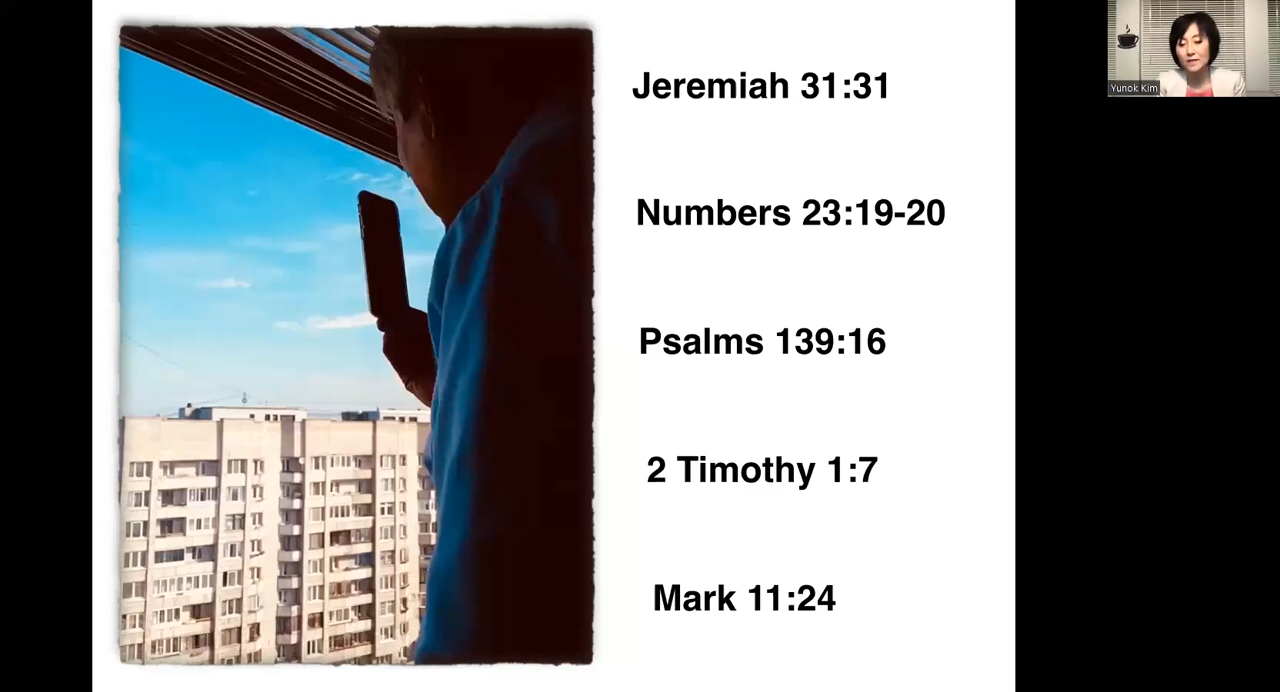 Jeremiah 31:31
Numbers 23:19-20
Psalms 139:16
2 Timothy 1:7
Mark 11:24
Yunok Kim